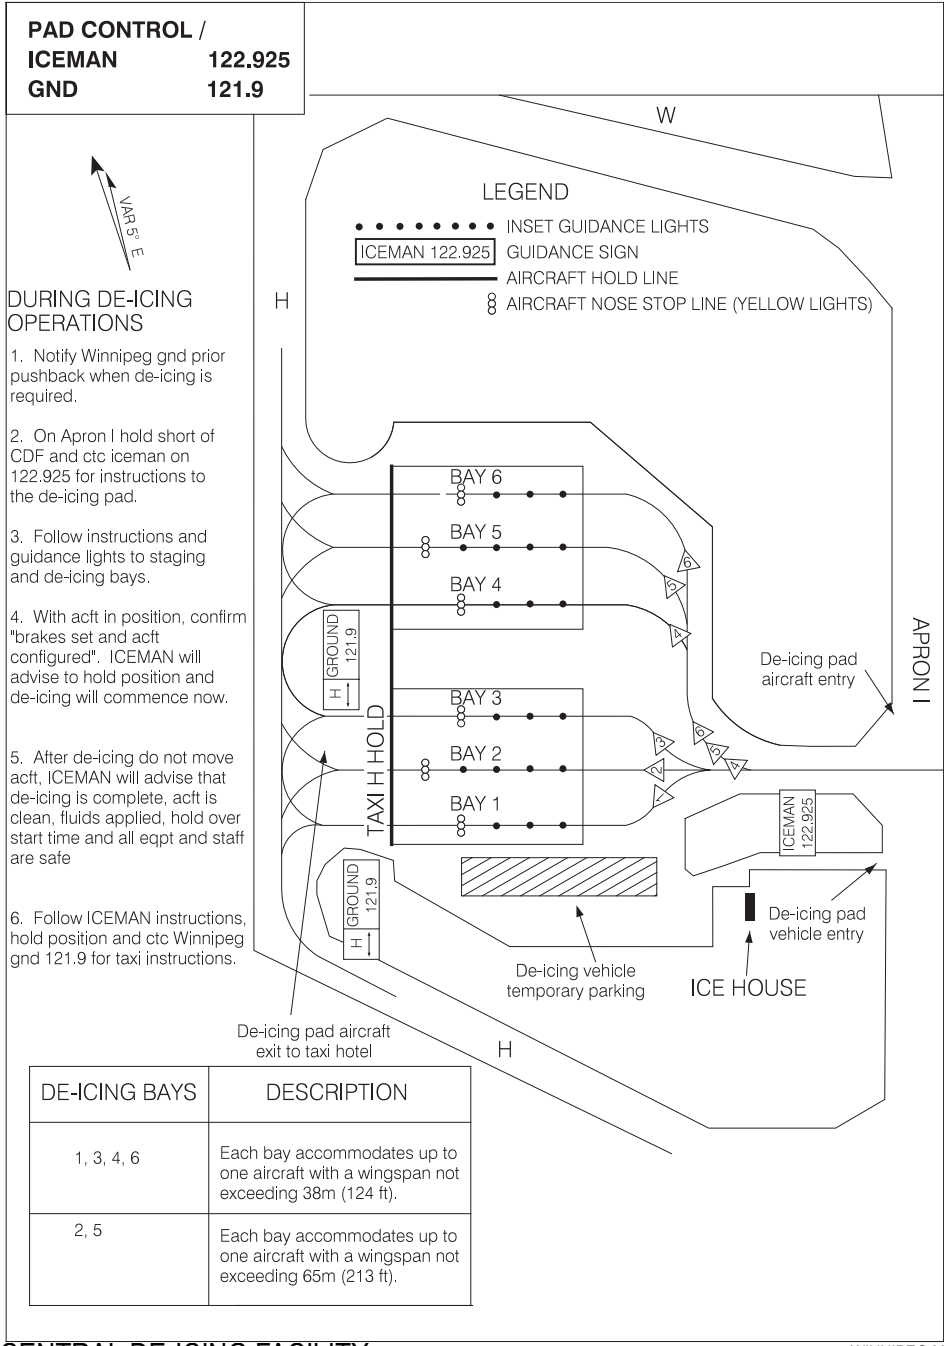 PAD CONTROL /
ICEMAN 122.925
GND 121.9
W
VAR 5° E
LEGEND
INSET GUIDANCE LIGHTS
ICEMAN 122.925 GUIDANCE SIGN
AIRCRAFT HOLD LINE
AIRCRAFT NOSE STOP LINE (YELLOW LIGHTS)
H
DURING DE-ICING
OPERATIONS
1. Notify Winnipeg gnd prior
pushback when de-icing is
required.
2. On Apron I hold short of
CDF and ctc iceman on
122.925 for instructions to
the de-icing pad.
3. Follow instructions and
guidance lights to staging
and de-icing bays.
4. With acft in position, confirm
"brakes set and acft
configured". ICEMAN will
advise to hold position and
de-icing will commence now.
5. After de-icing do not move
acft, ICEMAN will advise that
de-icing is complete, acft is
clean, fluids applied, hold over
start time and all eqpt and staff
are safe
6. Follow ICEMAN instructions,
hold position and ctc Winnipeg
gnd 121.9 for taxi instructions.
BAY 6
BAY 5
BAY 4
BAY 3
BAY 2
BAY 1
6
5
4
6
5
4
3
2
1
H GROUND
121.9
TAXI H HOLD
H GROUND
121.9
APRON I
De-icing pad
aircraft entry
ICEMAN
122.925
De-icing pad
vehicle entry
ICE HOUSE
De-icing vehicle
temporary parking
De-icing pad aircraft
exit to taxi hotel
H
DE-ICING BAYS DESCRIPTION
1, 3, 4, 6
Each bay accommodates up to
one aircraft with a wingspan not
exceeding 38m (124 ft).
2, 5
Each bay accommodates up to
one aircraft with a wingspan not
exceeding 65m (213 ft).
CENTRAL DE-ICING FACILITY